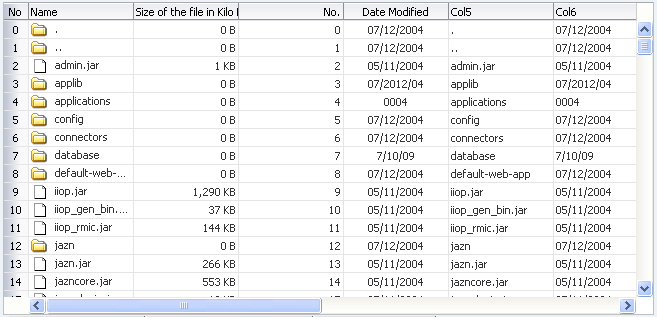 No Name Size of the file in Kilo No. Date Modified Col5 Col6
0 . 0 B 0 07/12/2004 . 07/12/2004
1 .. 0 B 1 07/12/2004 .. 07/12/2004
2 admin.jar 1 KB 2 05/11/2004 admin.jar 05/11/2004
3 applib 0 B 3 07/2012/04 applib 07/12/2004
4 applications 0 B 4 0004 applications 0004
5 config 0 B 5 07/12/2004 config 07/12/2004
6 connectors 0 B 6 07/12/2004 connectors 07/12/2004
7 database 0 B 7 7/10/09 database 7/10/09
8 default-web-... 0 B 8 07/12/2004 default-web-app 07/12/2004
9 iiop.jar 1,290 KB 9 05/11/2004 iiop.jar 05/11/2004
10 iiop_gen_bin.... 37 KB 10 05/11/2004 iiop_gen_bin.jar 05/11/2004
11 iiop_rmic.jar 144 KB 11 05/11/2004 iiop_rmic.jar 05/11/2004
12 jazn 0 B 12 07/12/2004 jazn 07/12/2004
13 jazn.jar 266 KB 13 05/11/2004 jazn.jar 05/11/2004
14 jazncore.jar 553 KB 14 05/11/2004 jazncore.jar 05/11/2004